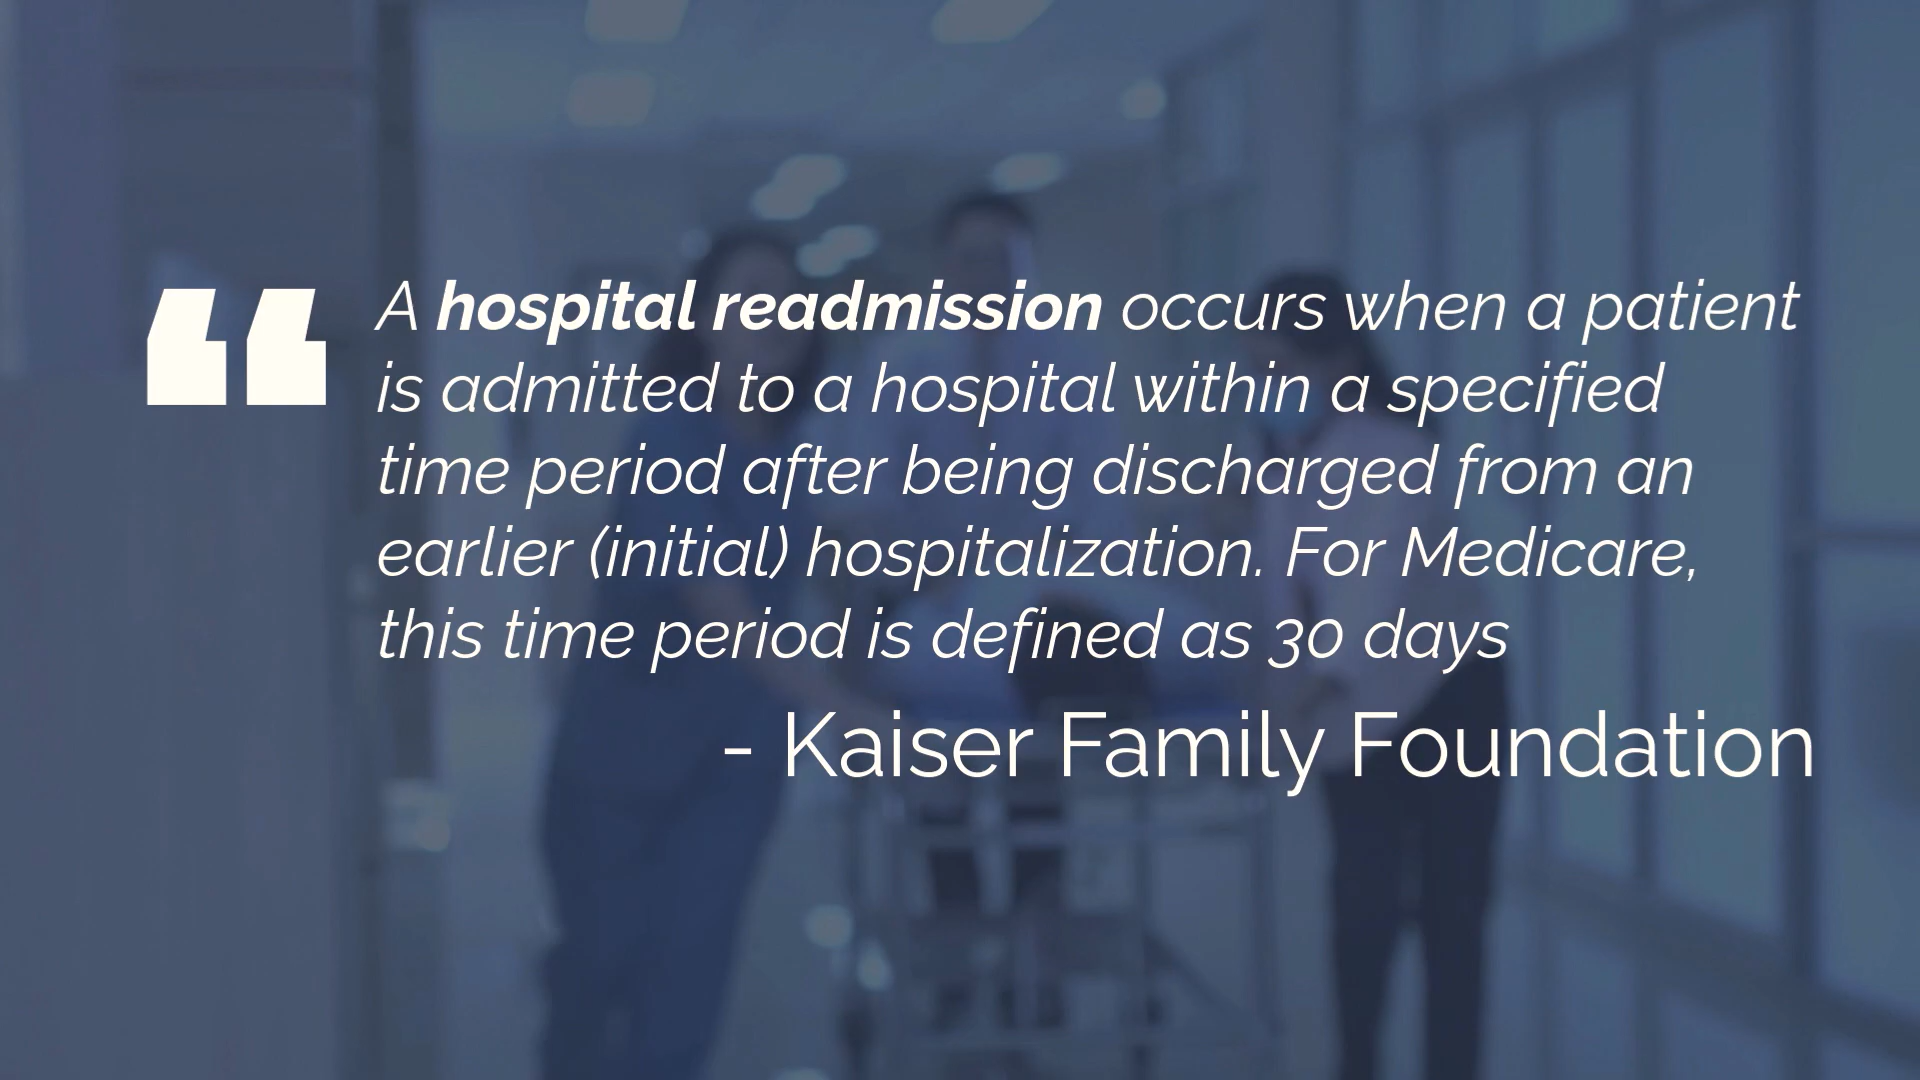 “
A hospital readmission occurs when a patient
is admitted to a hospital within a specified
time period after being discharged from an
earlier (initial) hospitalization. For Medicare,
this time period is defined as 30 days
- Kaiser Family Foundation